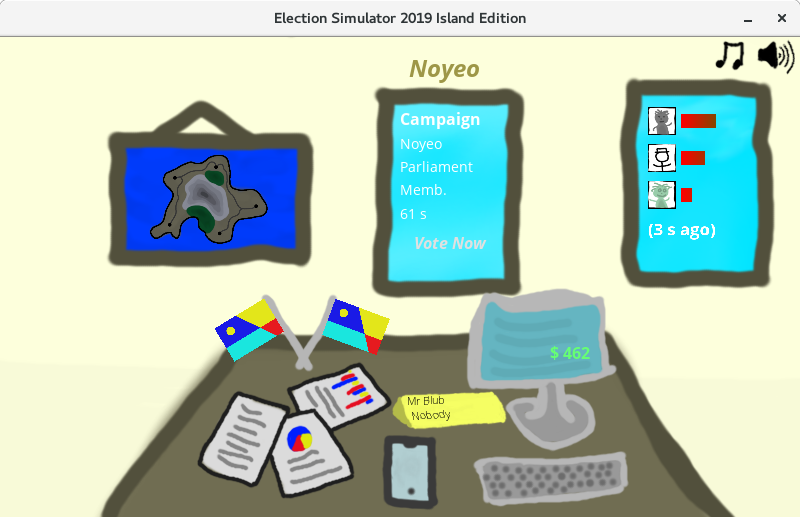 Election Simulator 2019 Island Edition
Noyeo
Campaign
Noyeo
Parliament
Memb.
61 s
Vote Now
(3 s ago)
$ 462
Mr Blub
Nobody